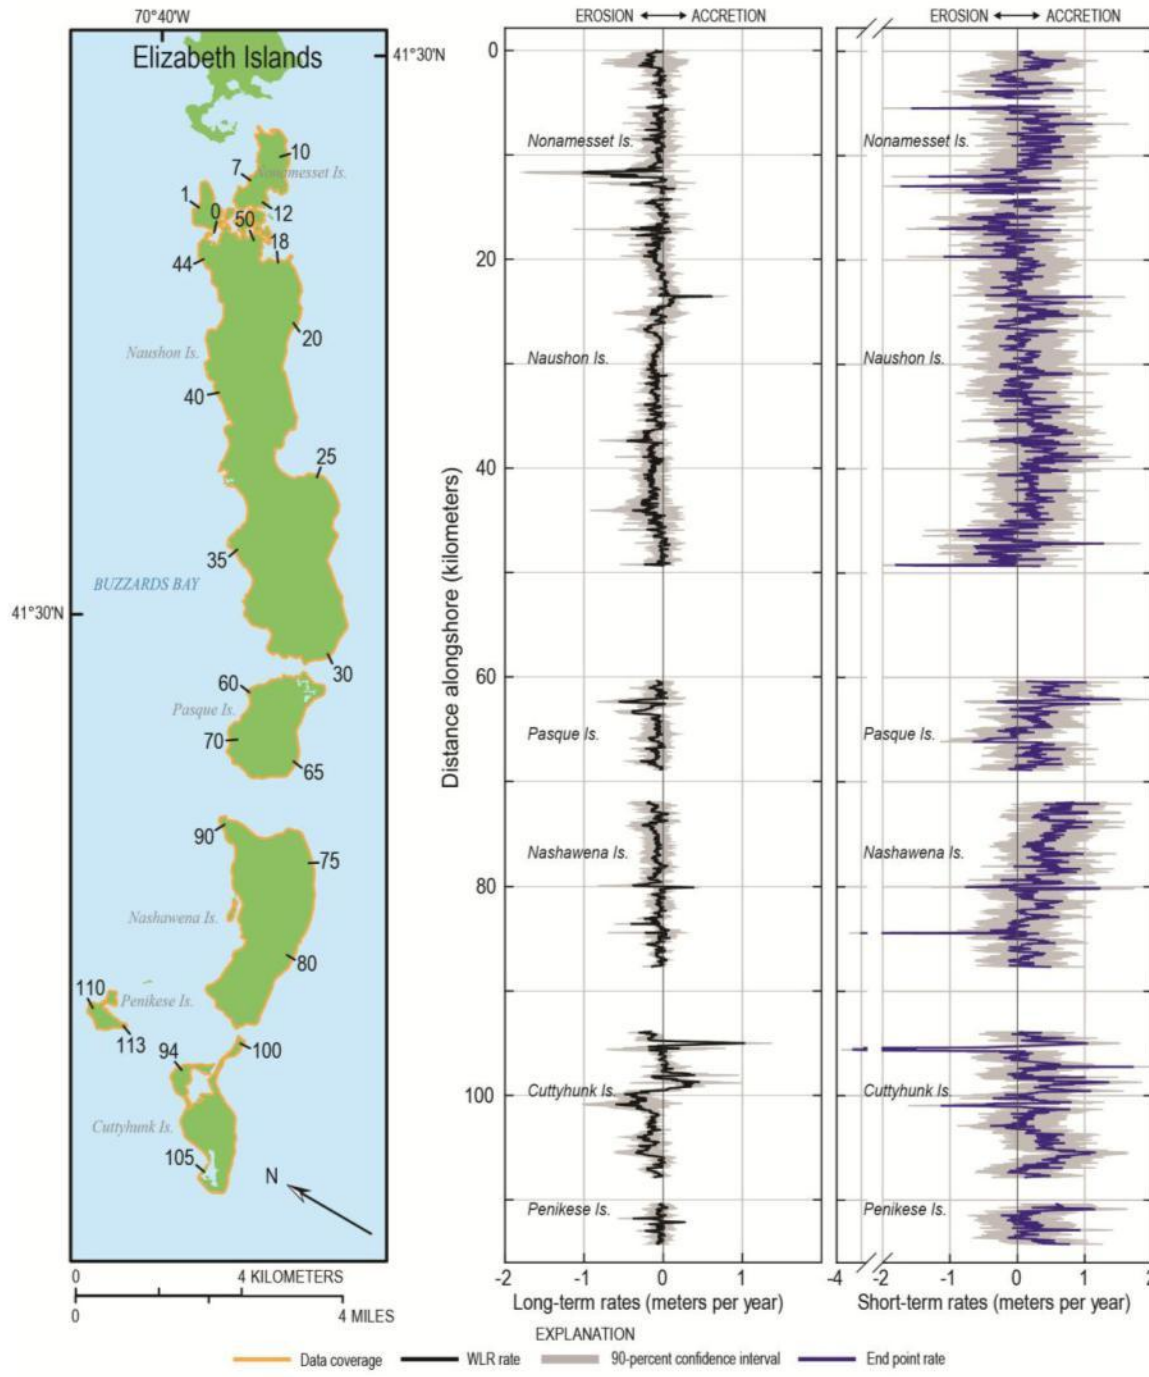 70°40'W
Elizabeth Islands
41°30'N
10
7
Nonamesset Is.
1
0
50
12
18
44
20
Naushon Is.
40
25
35
BUZZARDS BAY
41°30'N
30
60
Pasque Is.
70
65
90
75
Nashawena Is.
80
110
Penikese Is.
113
94
100
Cuttyhunk Is.
105
N
0 4 KILOMETERS
0 4 MILES
EROSION ACCRETION
Distance alongshore (kilometers)
0
20
40
60
80
100
Nonamesset Is.
Naushon Is.
Pasque Is.
Nashawena Is.
Cuttyhunk Is.
Penikese Is.
-2 -1 0 1
Long-term rates (meters per year)
EROSION ACCRETION
Nonamesset Is.
Naushon Is.
Pasque Is.
Nashawena Is.
Cuttyhunk Is.
Penikese Is.
-4 -2 -1 0 1 2
Short-term rates (meters per year)
EXPLANATION
Data coverage WLR rate 90-percent confidence interval End point rate